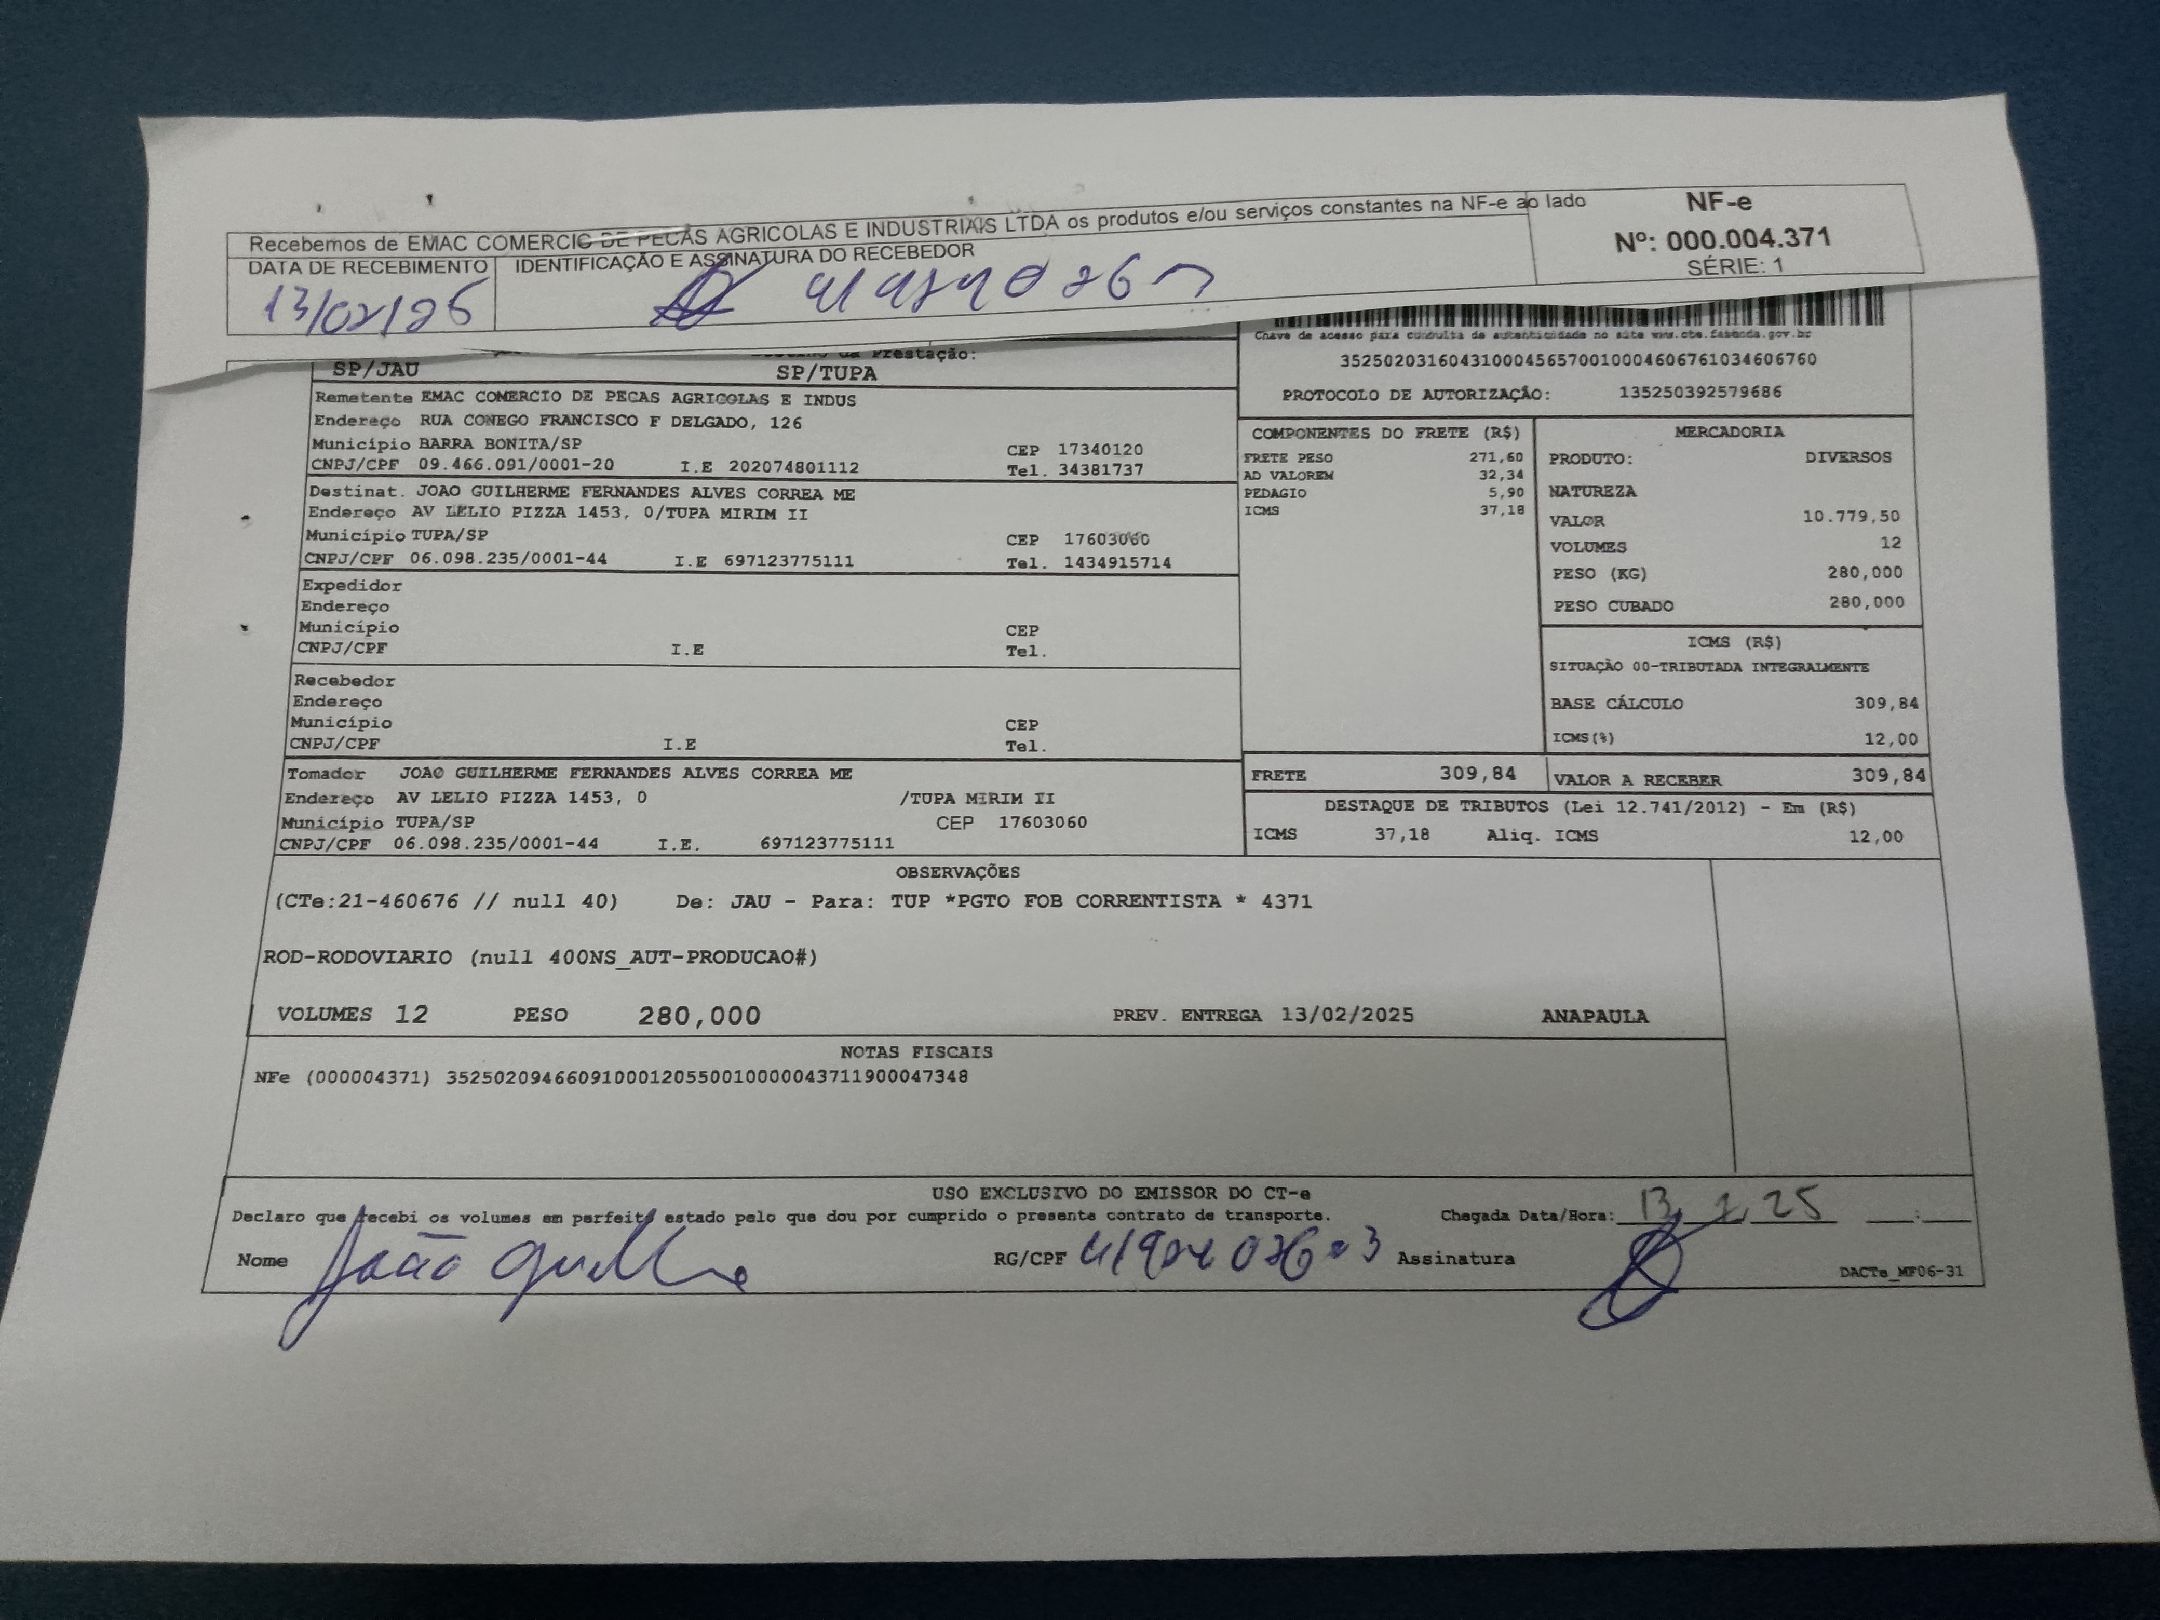 Recebemos de EMAC COMERCIO DE PECAS AGRICOLAS E INDUSTRIAIS LTDA os produtos e/ou serviços constantes na NF-e ao lado
NF-e
Nº: 000.004.371
SÉRIE: 1
DATA DE RECEBIMENTO IDENTIFICAÇÃO E ASSINATURA DO RECEBEDOR
13/02/25
Chave de acesso para consulta de autenticidade no site www.cte.fazenda.gov.br
35250203160431000456570010004606761034606760
PROTOCOLO DE AUTORIZAÇÃO: 135250392579686
da Prestação:
SP/JAU SP/TUPA
Remetente EMAC COMERCIO DE PECAS AGRICOLAS E INDUS
Endereço RUA CONEGO FRANCISCO F DELGADO, 126
Município BARRA BONITA/SP CEP 17340120
CNPJ/CPF 09.466.091/0001-20 I.E 202074801112 Tel. 34381737
Destinat. JOAO GUILHERME FERNANDES ALVES CORREA ME
Endereço AV LELIO PIZZA 1453, 0/TUPA MIRIM II
Município TUPA/SP CEP 17603060
CNPJ/CPF 06.098.235/0001-44 I.E 697123775111 Tel. 1434915714
Expedidor
Endereço
Município CEP
CNPJ/CPF I.E Tel.
Recebedor
Endereço
Município CEP
CNPJ/CPF I.E Tel.
Tomador JOAO GUILHERME FERNANDES ALVES CORREA ME
Endereço AV LELIO PIZZA 1453, 0 /TUPA MIRIM II
Município TUPA/SP CEP 17603060
CNPJ/CPF 06.098.235/0001-44 I.E. 697123775111
COMPONENTES DO FRETE (R$)
FRETE PESO 271,60
AD VALOREM 32,34
PEDAGIO 5,90
ICMS 37,18
MERCADORIA
PRODUTO: DIVERSOS
NATUREZA
VALOR 10.779,50
VOLUMES 12
PESO (KG) 280,000
PESO CUBADO 280,000
ICMS (R$)
SITUAÇÃO 00-TRIBUTADA INTEGRALMENTE
BASE CÁLCULO 309,84
ICMS(%) 12,00
FRETE 309,84 VALOR A RECEBER 309,84
DESTAQUE DE TRIBUTOS (Lei 12.741/2012) - Em (R$)
ICMS 37,18 Aliq. ICMS 12,00
OBSERVAÇÕES
(CTe:21-460676 // null 40) De: JAU - Para: TUP *PGTO FOB CORRENTISTA * 4371
ROD-RODOVIARIO (null 400NS_AUT-PRODUCAO#)
VOLUMES 12 PESO 280,000 PREV. ENTREGA 13/02/2025 ANAPAULA
NOTAS FISCAIS
NFe (000004371) 35250209466091000120550010000043711900047348
USO EXCLUSIVO DO EMISSOR DO CT-e
Declaro que recebi os volumes em perfeito estado pelo que dou por cumprido o presente contrato de transporte. Chegada Data/Hora: 13 2 25
Nome João RG/CPF Assinatura
DACTe_MF06-31